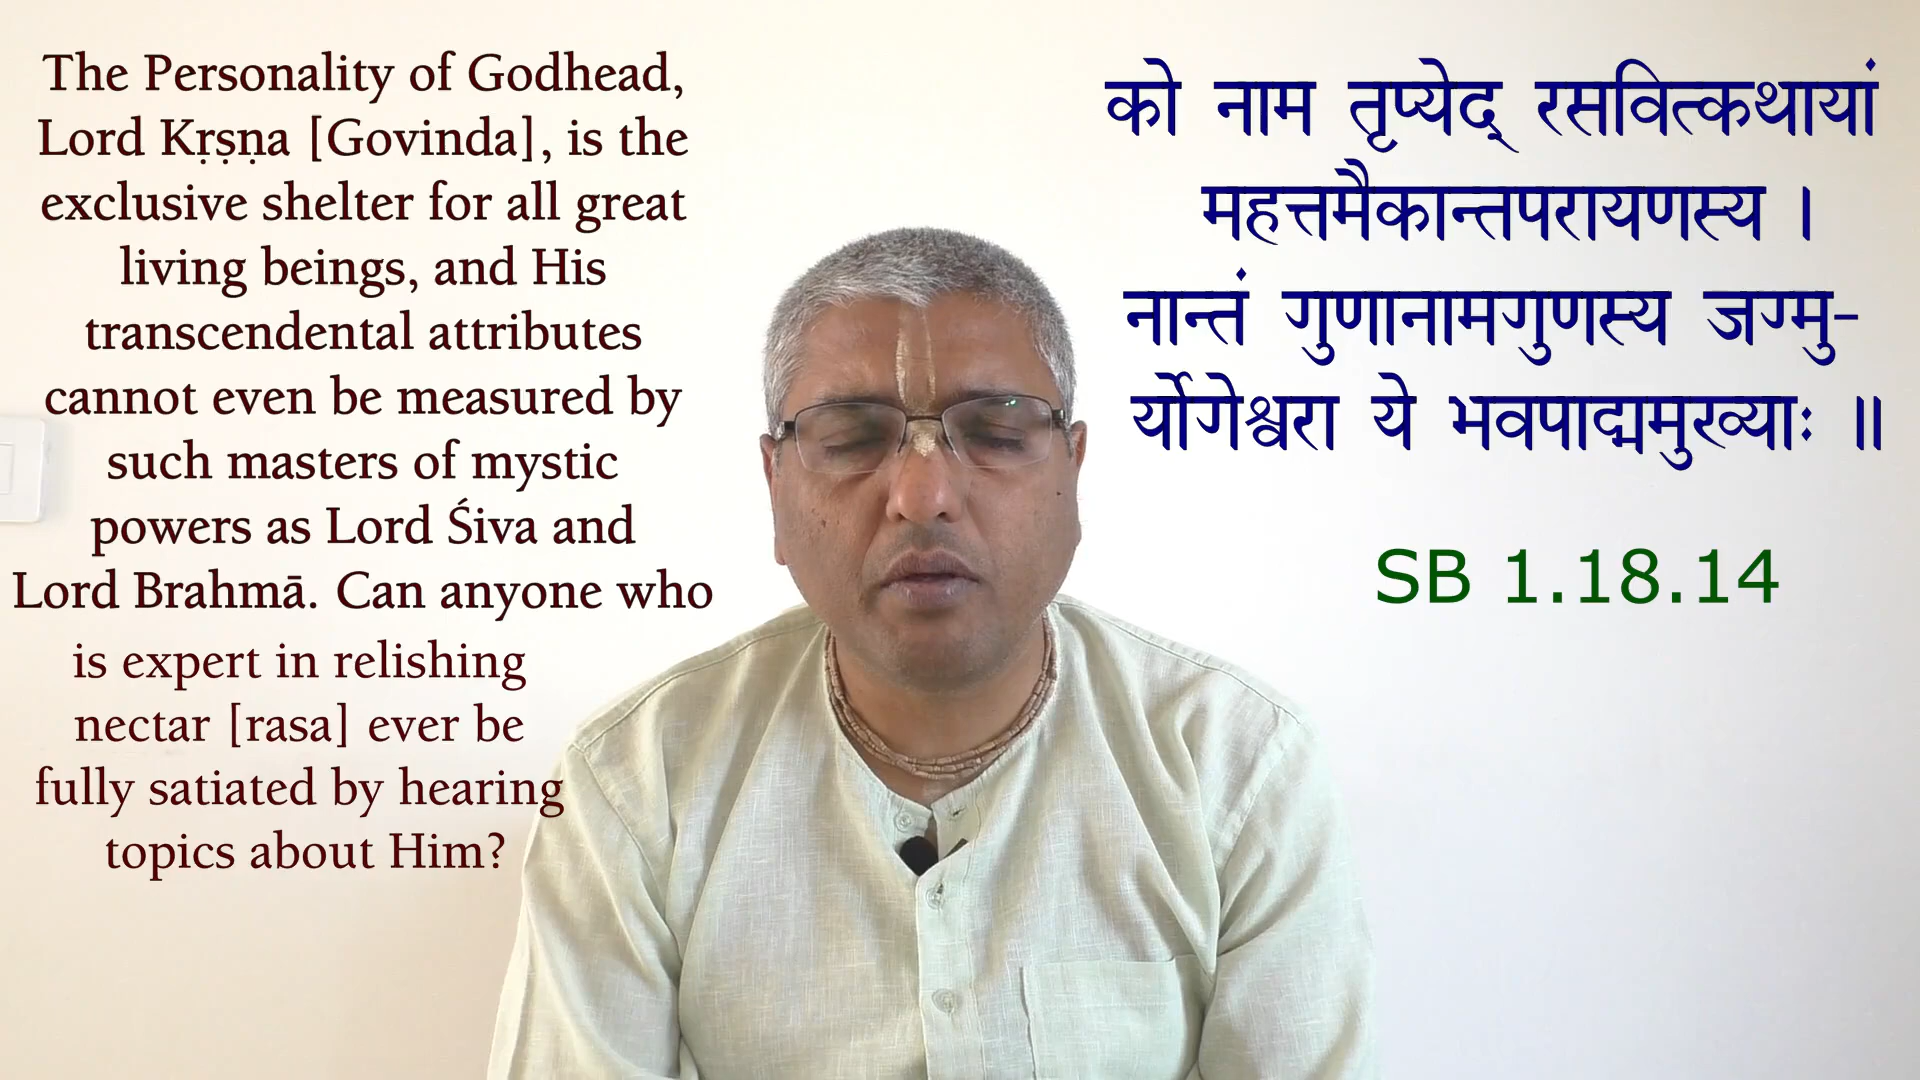 The Personality of Godhead,
Lord Kṛṣṇa [Govinda], is the
exclusive shelter for all great
living beings, and His
transcendental attributes
cannot even be measured by
such masters of mystic
powers as Lord Śiva and
Lord Brahmā. Can anyone who
is expert in relishing
nectar [rasa] ever be
fully satiated by hearing
topics about Him?
को नाम तृप्येद् रसवित्कथायां
महत्तमैकान्तपरायणस्य ।
नान्तं गुणानामगुणस्य जग्मु-
र्योगेश्वरा ये भवपाद्ममुख्याः ॥
SB 1.18.14